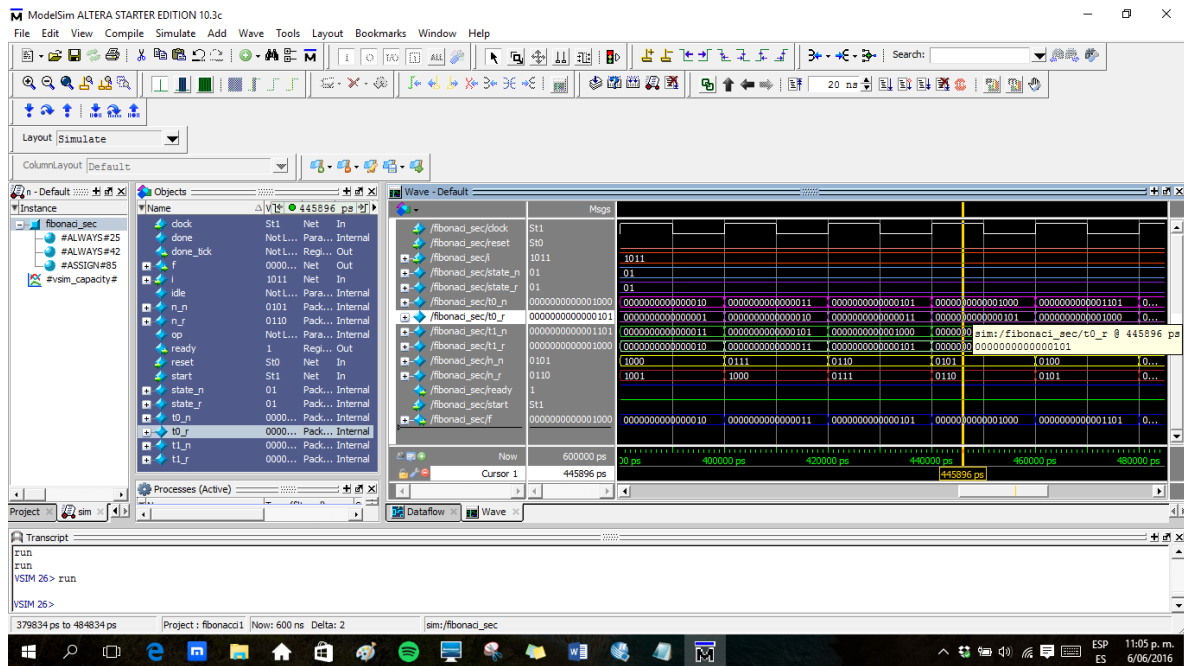 ModelSim ALTERA STARTER EDITION 10.3c
File Edit View Compile Simulate Add Wave Tools Layout Bookmarks Window Help
Search:
20 ns
Layout Simulate
ColumnLayout Default
n - Default
Instance
fibonaci_sec
#ALWAYS#25
#ALWAYS#42
#ASSIGN#85
#vsim_capacity#
Objects
Name 445896 ps
clock St1 Net In
done Not L... Para... Internal
done_tick Not L... Regi... Out
f 0000... Net Out
i 1011 Net In
idle Not L... Para... Internal
n_n 0101 Pack... Internal
n_r 0110 Pack... Internal
op Not L... Para... Internal
ready 1 Regi... Out
reset St0 Net In
start St1 Net In
state_n 01 Pack... Internal
state_r 01 Pack... Internal
t0_n 0000... Pack... Internal
t0_r 0000... Pack... Internal
t1_n 0000... Pack... Internal
t1_r 0000... Pack... Internal
Processes (Active)
Wave - Default
Msgs
/fibonaci_sec/clock St1
/fibonaci_sec/reset St0
/fibonaci_sec/i 1011 1011
/fibonaci_sec/state_n 01 01
/fibonaci_sec/state_r 01 01
/fibonaci_sec/t0_n 0000000000001000 0000000000000010 0000000000000011 0000000000000101 0000000000001000 0000000000001101 0...
/fibonaci_sec/t0_r 0000000000000101 0000000000000001 0000000000000010 0000000000000011 0000000000000101 0000000000001000 0...
/fibonaci_sec/t1_n 0000000000001101 0000000000000011 0000000000000101 0000000000001000
/fibonaci_sec/t1_r 0000000000001000 0000000000000010 0000000000000011 0000000000000101
sim:/fibonaci_sec/t0_r @ 445896 ps
0000000000000101
/fibonaci_sec/n_n 0101 1000 0111 0110 0101 0100 0...
/fibonaci_sec/n_r 0110 1001 1000 0111 0110 0101 0...
/fibonaci_sec/ready 1
/fibonaci_sec/start St1
/fibonaci_sec/f 0000000000001000 0000000000000010 0000000000000011 0000000000000101 0000000000001000 0000000000001101 0...
Now 600000 ps 400000 ps 420000 ps 440000 ps 460000 ps 480000 ps
Cursor 1 445896 ps 445896 ps
Project sim
Dataflow Wave
Transcript
run
run
VSIM 26> run
VSIM 26>
379834 ps to 484834 ps Project : fibonacci1 Now: 600 ns Delta: 2 sim:/fibonaci_sec
ESP
ES
11:05 p. m.
6/06/2016